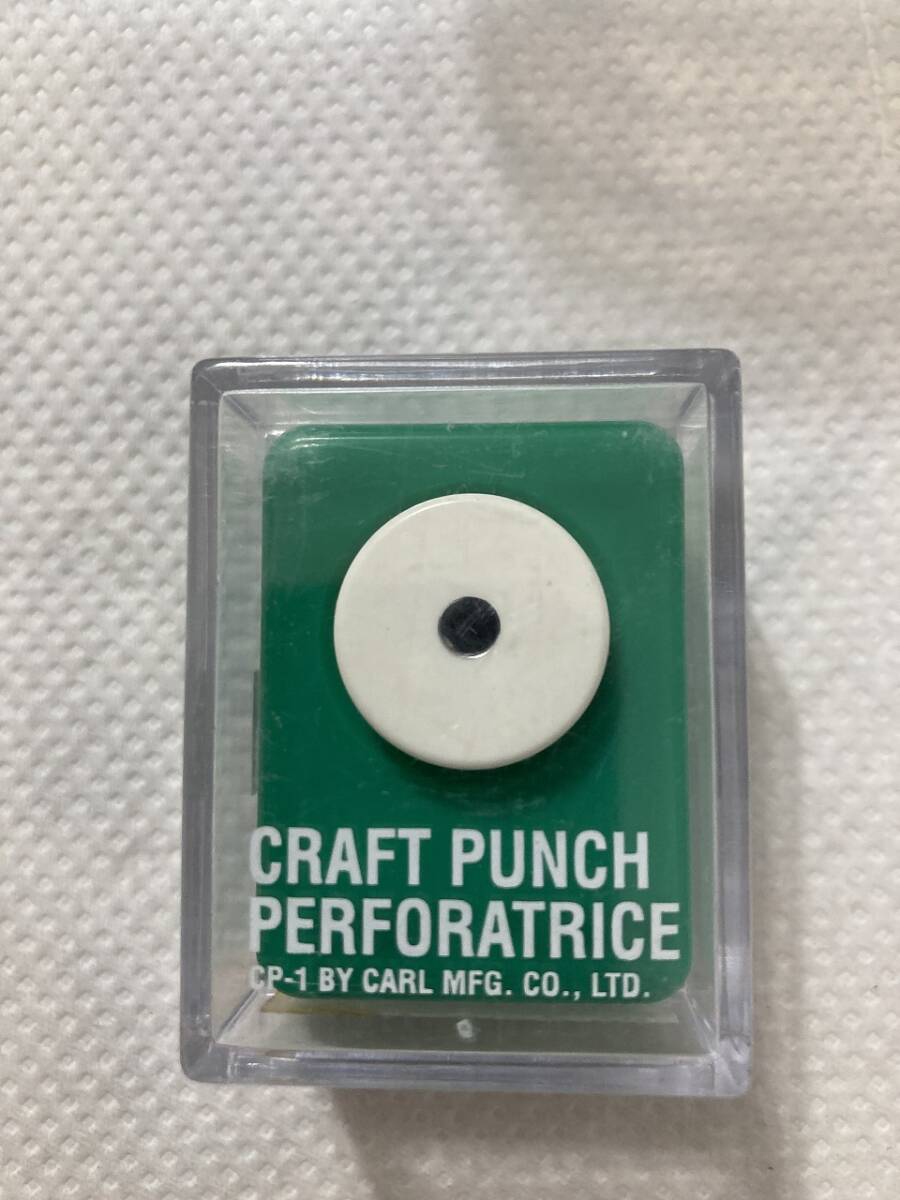 CRAFT PUNCH
PERFORATRICE
CP-1 BY CARL MFG. CO., LTD.